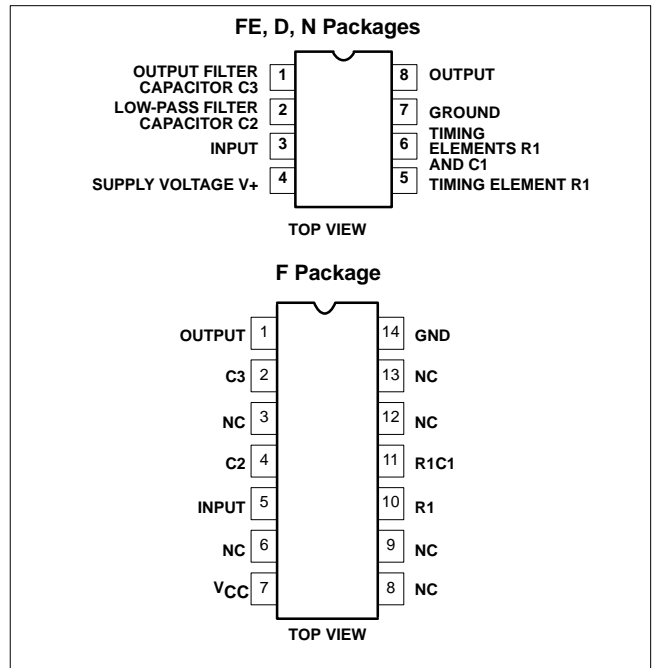 FE, D, N Packages
OUTPUT FILTER
CAPACITOR C3
1
8
OUTPUT
LOW-PASS FILTER
CAPACITOR C2
2
7
GROUND
INPUT
3
6
TIMING
ELEMENTS R1
AND C1
SUPPLY VOLTAGE V+
4
5
TIMING ELEMENT R1
TOP VIEW
F Package
OUTPUT
1
14
GND
C3
2
13
NC
NC
3
12
NC
C2
4
11
R1C1
INPUT
5
10
R1
NC
6
9
NC
VCC
7
8
NC
TOP VIEW